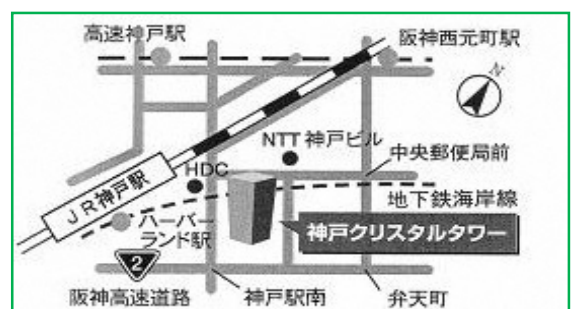 高速神戸駅
阪神西元町駅
N
NTT 神戸ビル
中央郵便局前
HDC
JR神戸駅
地下鉄海岸線
ハーバー
ランド駅
神戸クリスタルタワー
2
阪神高速道路
神戸駅南
弁天町